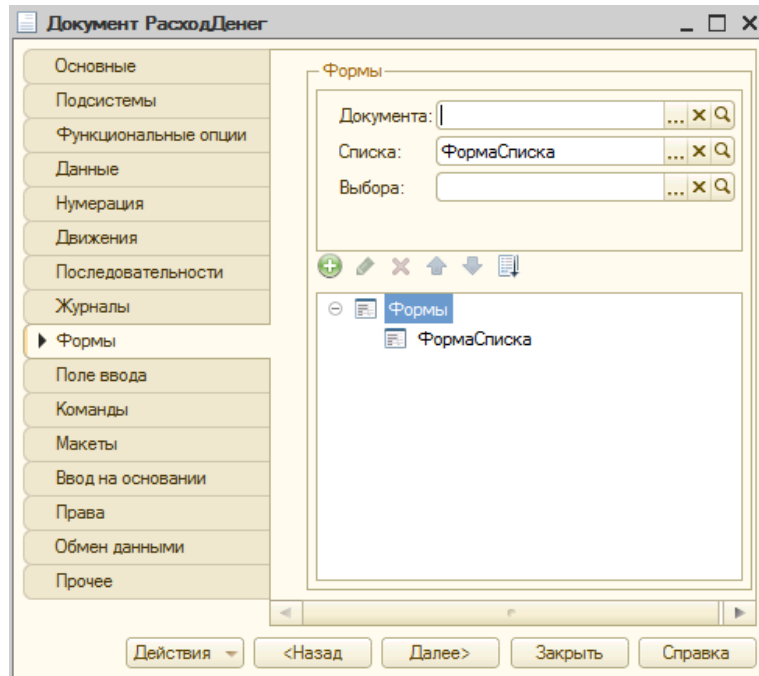 Документ РасходДенег
Основные
Подсистемы
Функциональные опции
Данные
Нумерация
Движения
Последовательности
Журналы
Формы
Поле ввода
Команды
Макеты
Ввод на основании
Права
Обмен данными
Прочее
Формы
Документа:
Списка: ФормаСписка
Выбора:
Формы
ФормаСписка
Действия <Назад Далее> Закрыть Справка